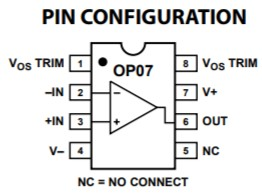 PIN CONFIGURATION
VOS TRIM 1
8 VOS TRIM
OP07
–IN 2
7 V+
+IN 3
6 OUT
V– 4
5 NC
NC = NO CONNECT